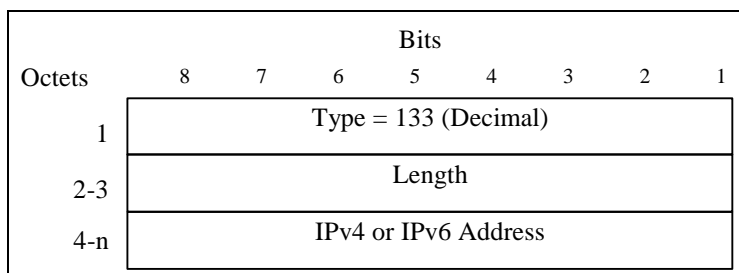 Bits
Octets 8 7 6 5 4 3 2 1
1 Type = 133 (Decimal)
2-3 Length
4-n IPv4 or IPv6 Address